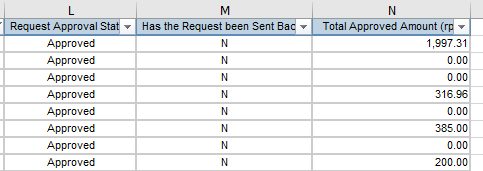 L M N
Request Approval Stat Has the Request been Sent Bac Total Approved Amount (rp
Approved N 1,997.31
Approved N 0.00
Approved N 0.00
Approved N 316.96
Approved N 0.00
Approved N 385.00
Approved N 0.00
Approved N 200.00